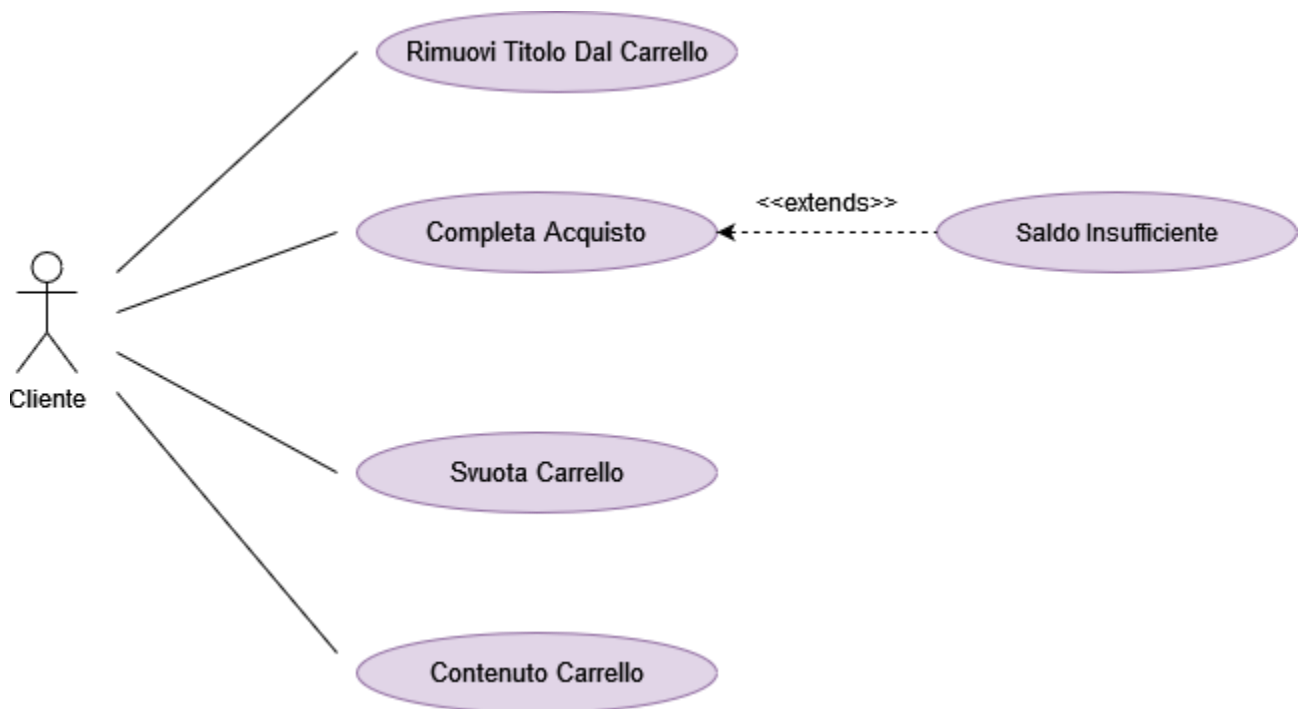 Rimuovi Titolo Dal Carrello
<<extends>>
Completa Acquisto
Saldo Insufficiente
Cliente
Svuota Carrello
Contenuto Carrello